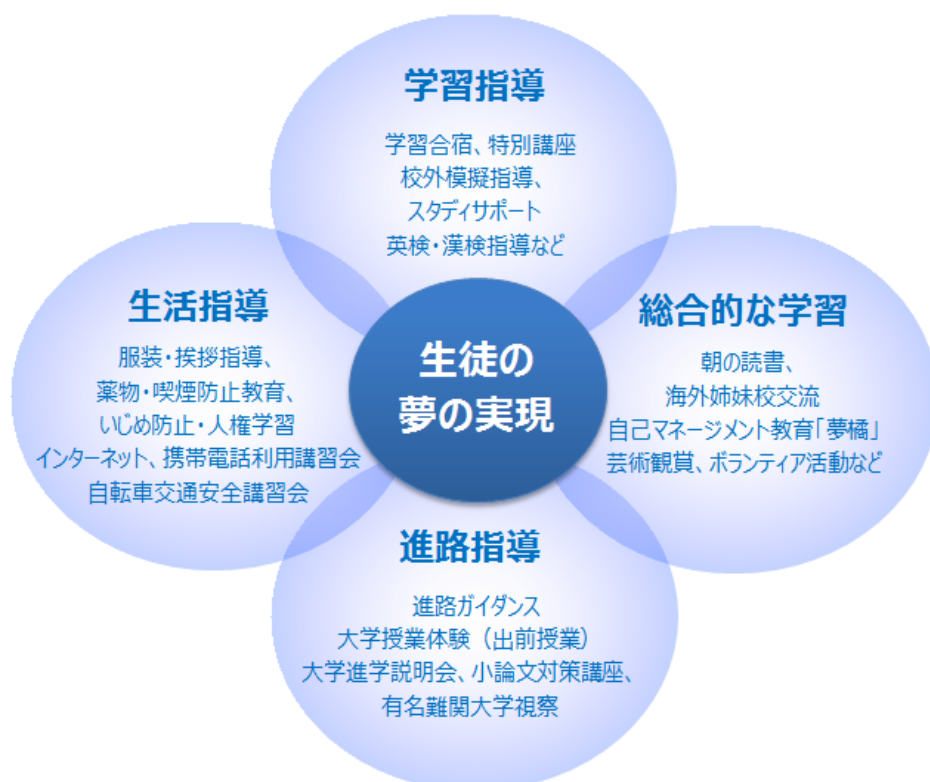 学習指導
学習合宿、特別講座
校外模擬指導、
スタディサポート
英検・漢検指導など
生活指導
服装・挨拶指導、
薬物・喫煙防止教育、
いじめ防止・人権学習
インターネット、携帯電話利用講習会
自転車交通安全講習会
生徒の
夢の実現
総合的な学習
朝の読書、
海外姉妹校交流
自己マネージメント教育「夢橘」
芸術観賞、ボランティア活動など
進路指導
進路ガイダンス
大学授業体験（出前授業）
大学進学説明会、小論文対策講座、
有名難関大学視察